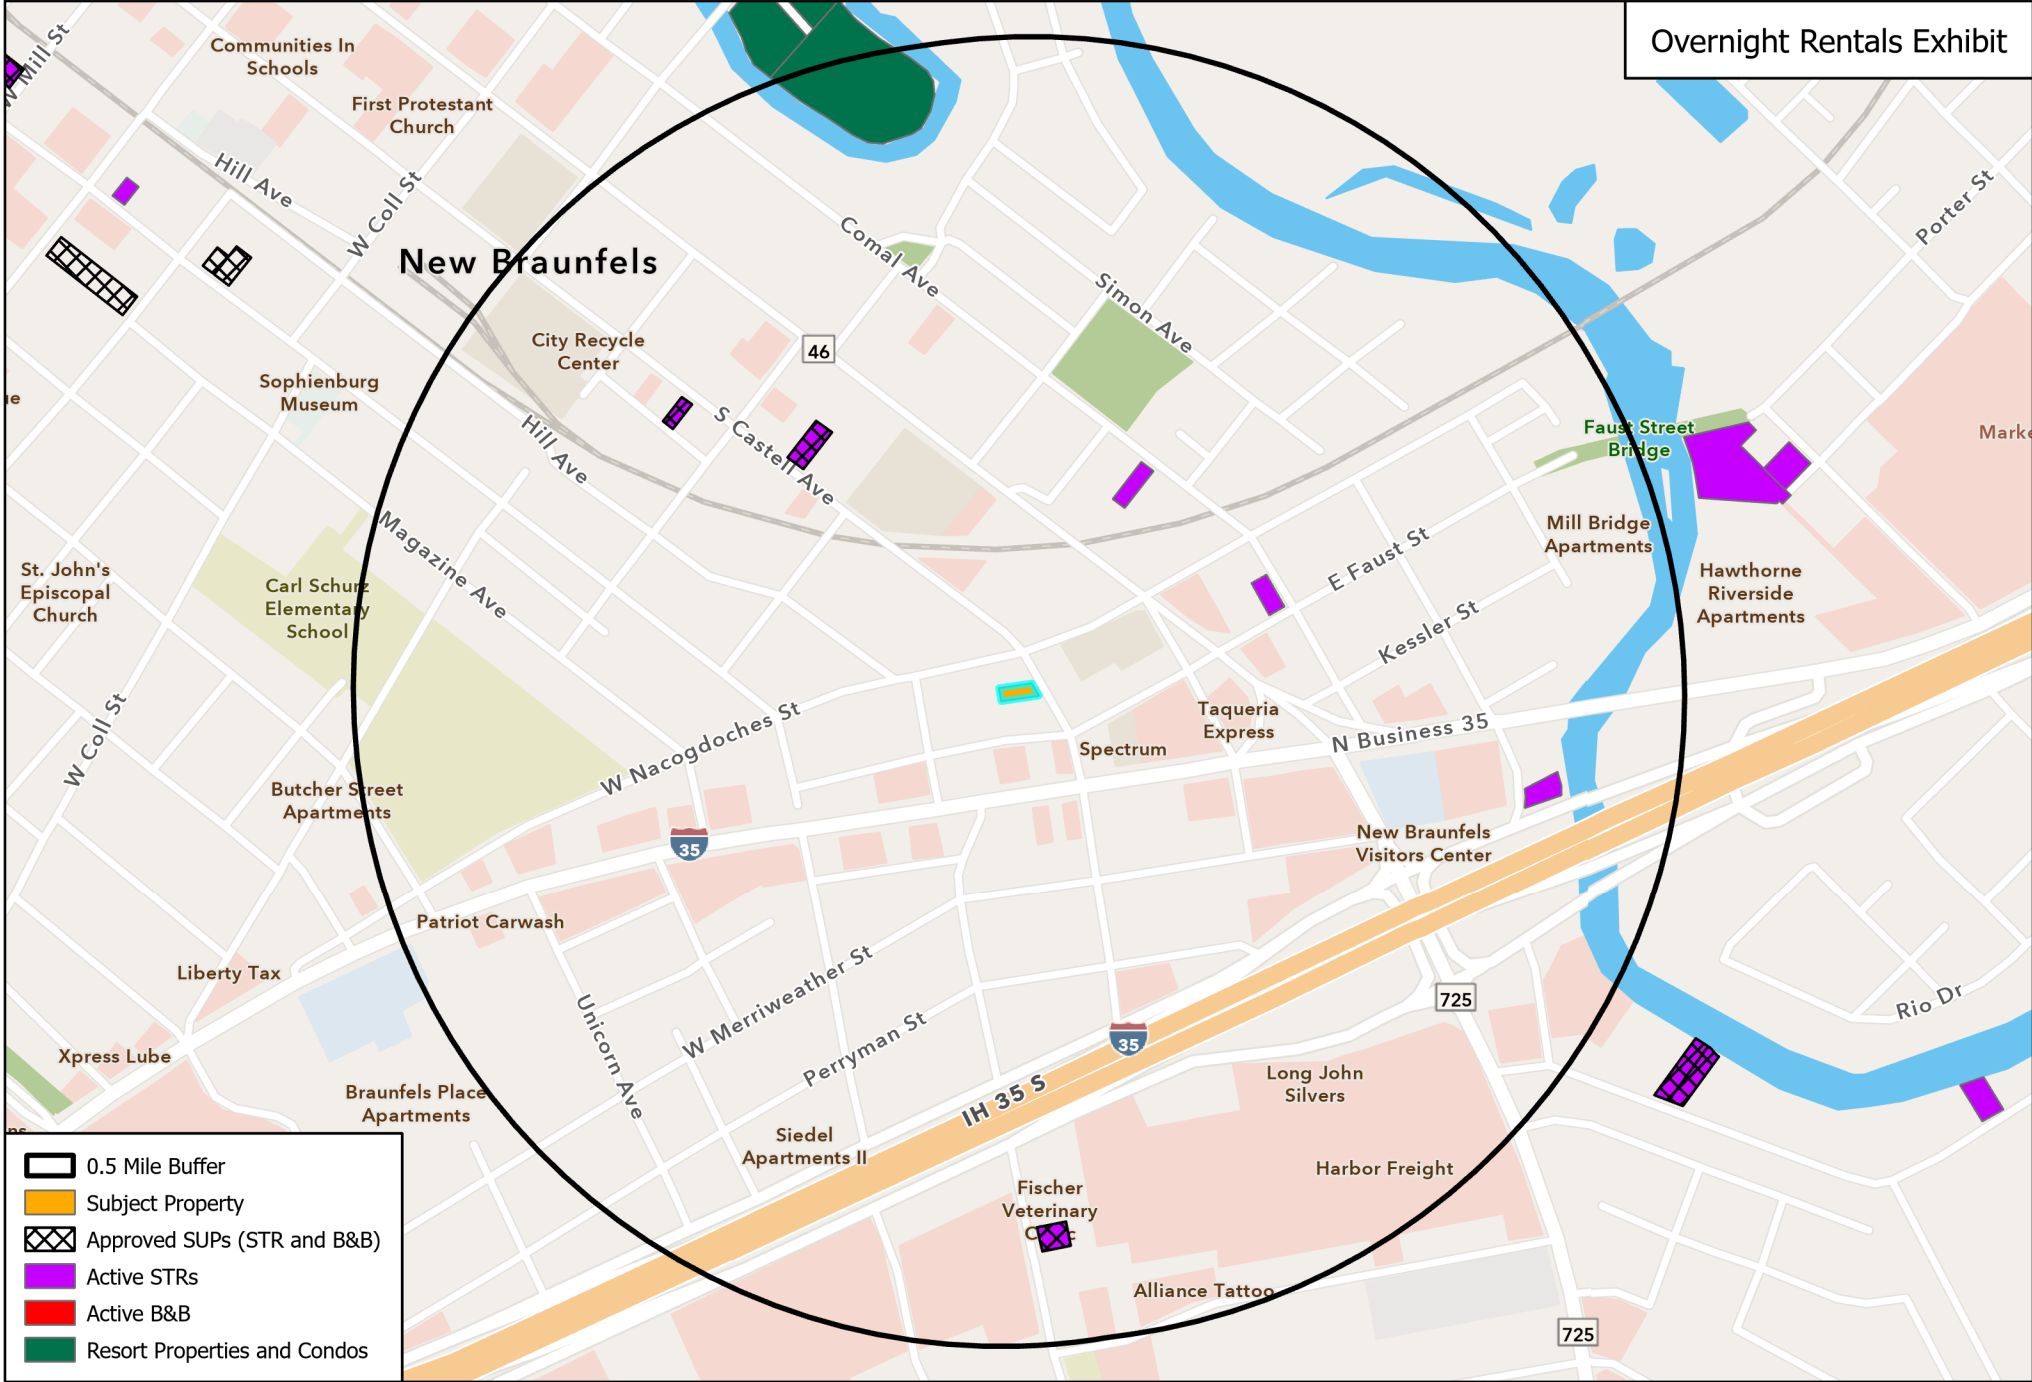 Overnight Rentals Exhibit
W Mill St
Communities In
Schools
First Protestant
Church
Hill Ave
W Coll St
New Braunfels
Comal Ave
Simon Ave
Porter St
City Recycle
Center
46
Sophienburg
Museum
ue
S Castell Ave
Hill Ave
Faust Street
Bridge
Marke
Magazine Ave
Mill Bridge
Apartments
E Faust St
St. John's
Episcopal
Church
Carl Schurz
Elementary
School
Hawthorne
Riverside
Apartments
Kessler St
W Coll St
W Nacogdoches St
Taqueria
Express
Spectrum
N Business 35
Butcher Street
Apartments
35
New Braunfels
Visitors Center
Patriot Carwash
Liberty Tax
Unicorn Ave
W Merriweather St
Perryman St
725
Rio Dr
Xpress Lube
35
IH 35 S
Long John
Silvers
Braunfels Place
Apartments
Siedel
Apartments II
Harbor Freight
Fischer
Veterinary
C c
Alliance Tattoo
725
ns
0.5 Mile Buffer
Subject Property
Approved SUPs (STR and B&B)
Active STRs
Active B&B
Resort Properties and Condos